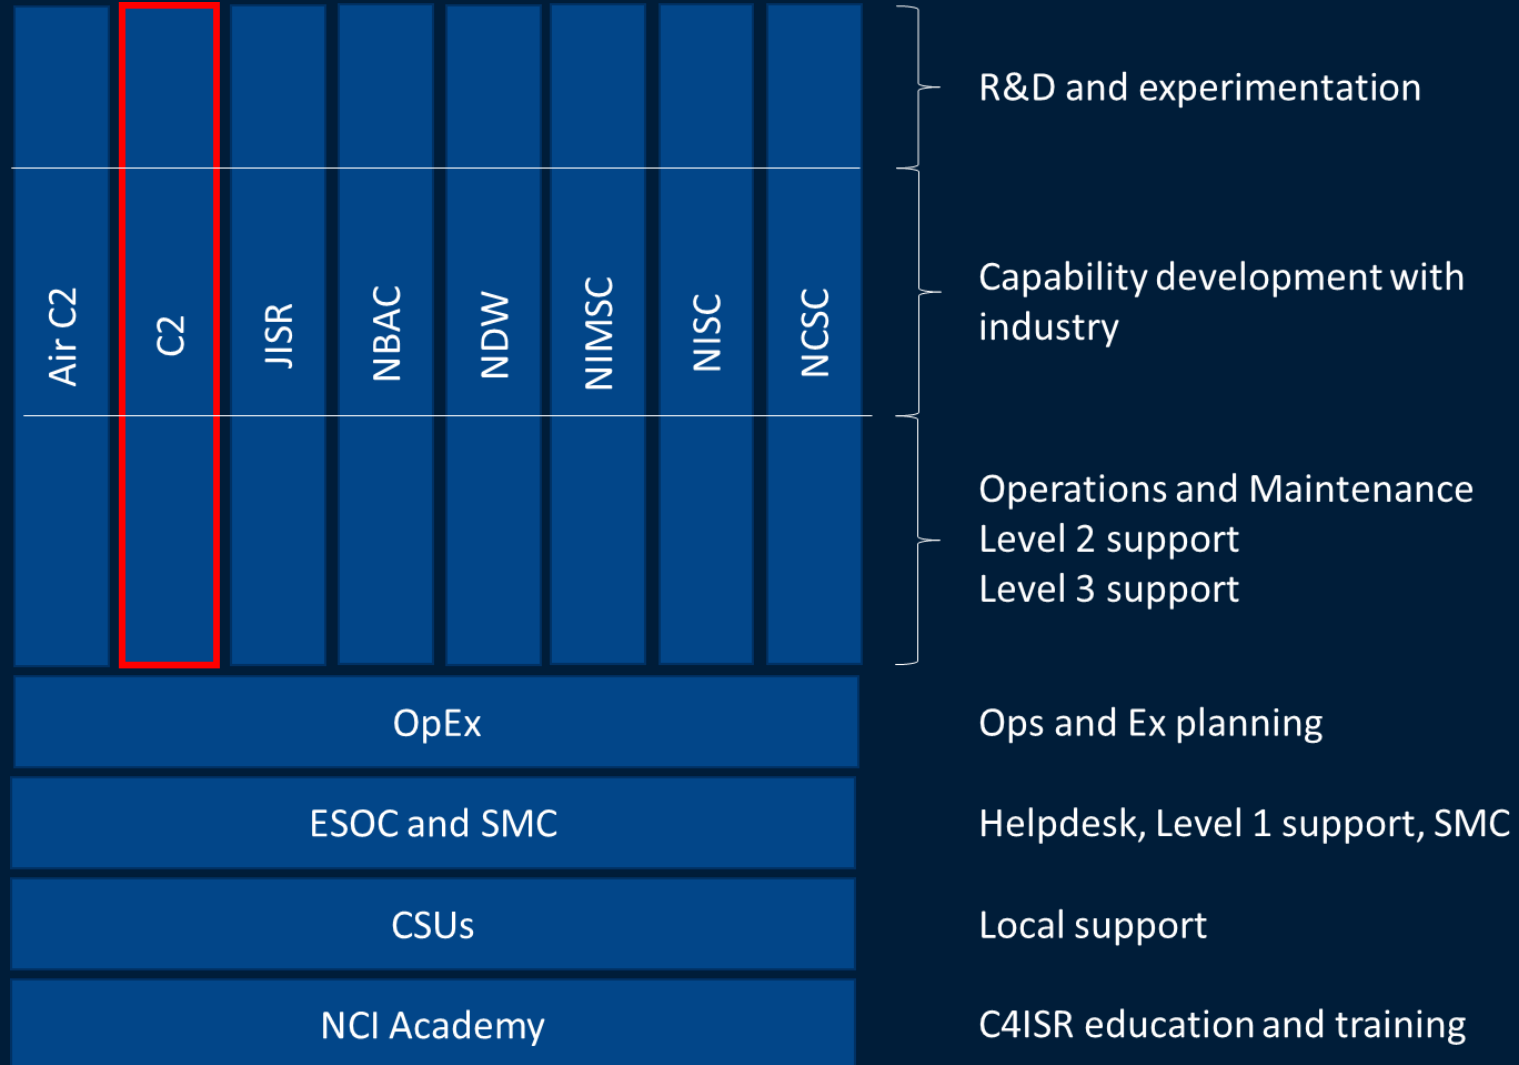 R&D and experimentation
Air C2
C2
JISR
NBAC
NDW
NIMSC
NISC
NCSC
Capability development with
industry
Operations and Maintenance
Level 2 support
Level 3 support
OpEx
Ops and Ex planning
ESOC and SMC
Helpdesk, Level 1 support, SMC
CSUs
Local support
NCI Academy
C4ISR education and training